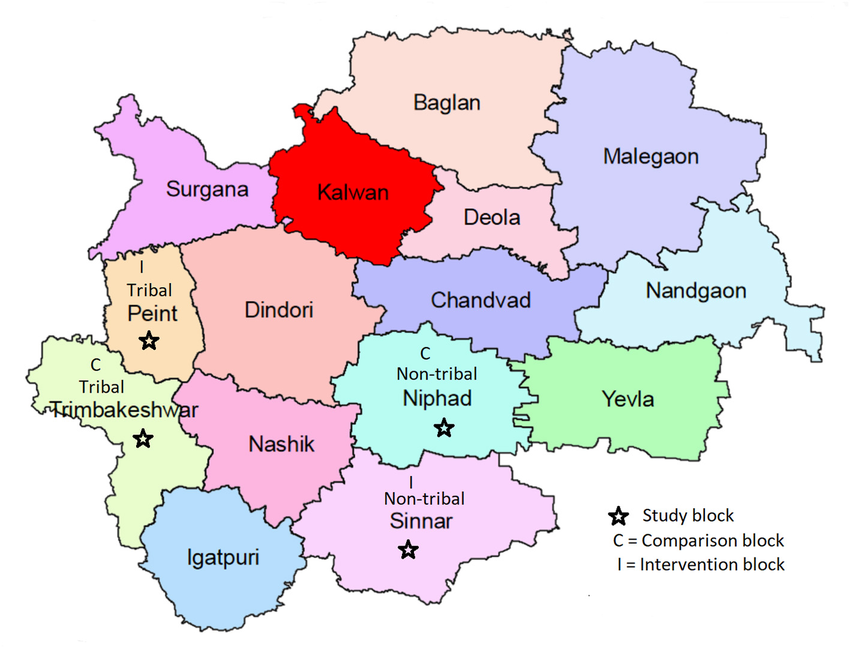 Baglan
Malegaon
Surgana
Kalwan
Deola
I
Tribal
Peint
Dindori
Chandvad
Nandgaon
C
Tribal
Trimbakeshwar
Nashik
C
Non-tribal
Niphad
Yevla
I
Non-tribal
Sinnar
Igatpuri
Study block
C = Comparison block
I = Intervention block